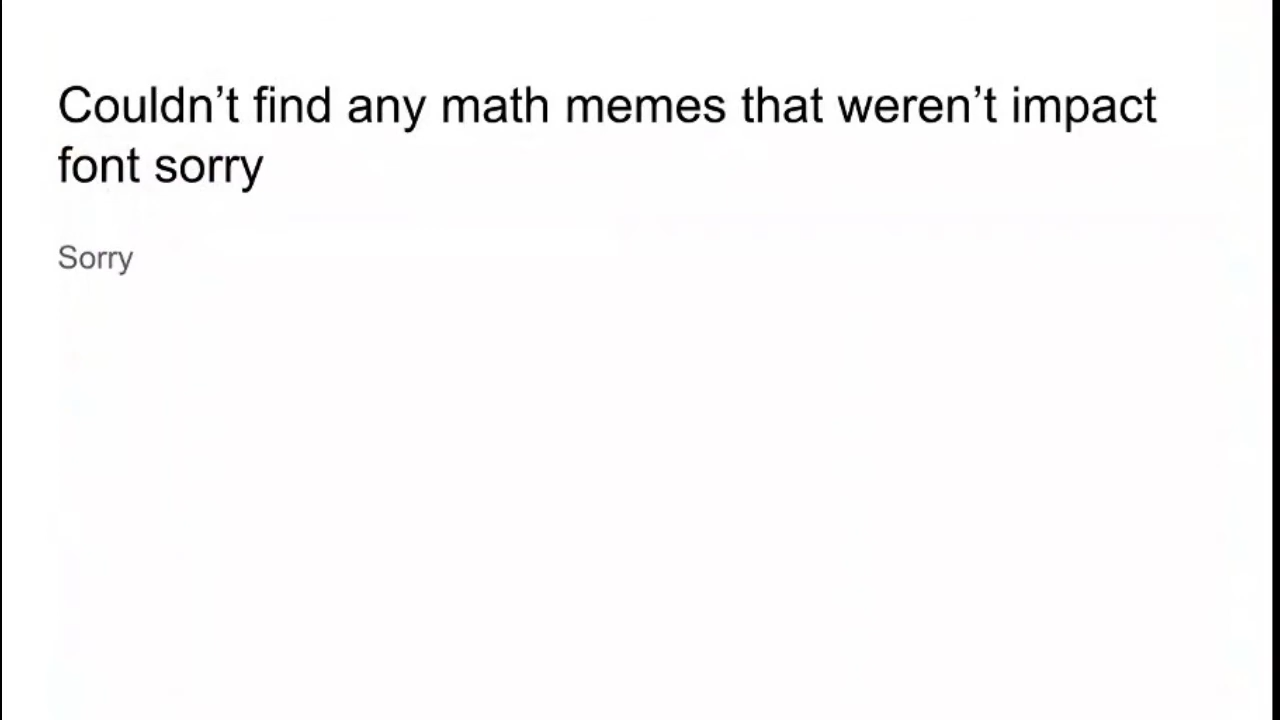 Couldn’t find any math memes that weren’t impact
font sorry
Sorry